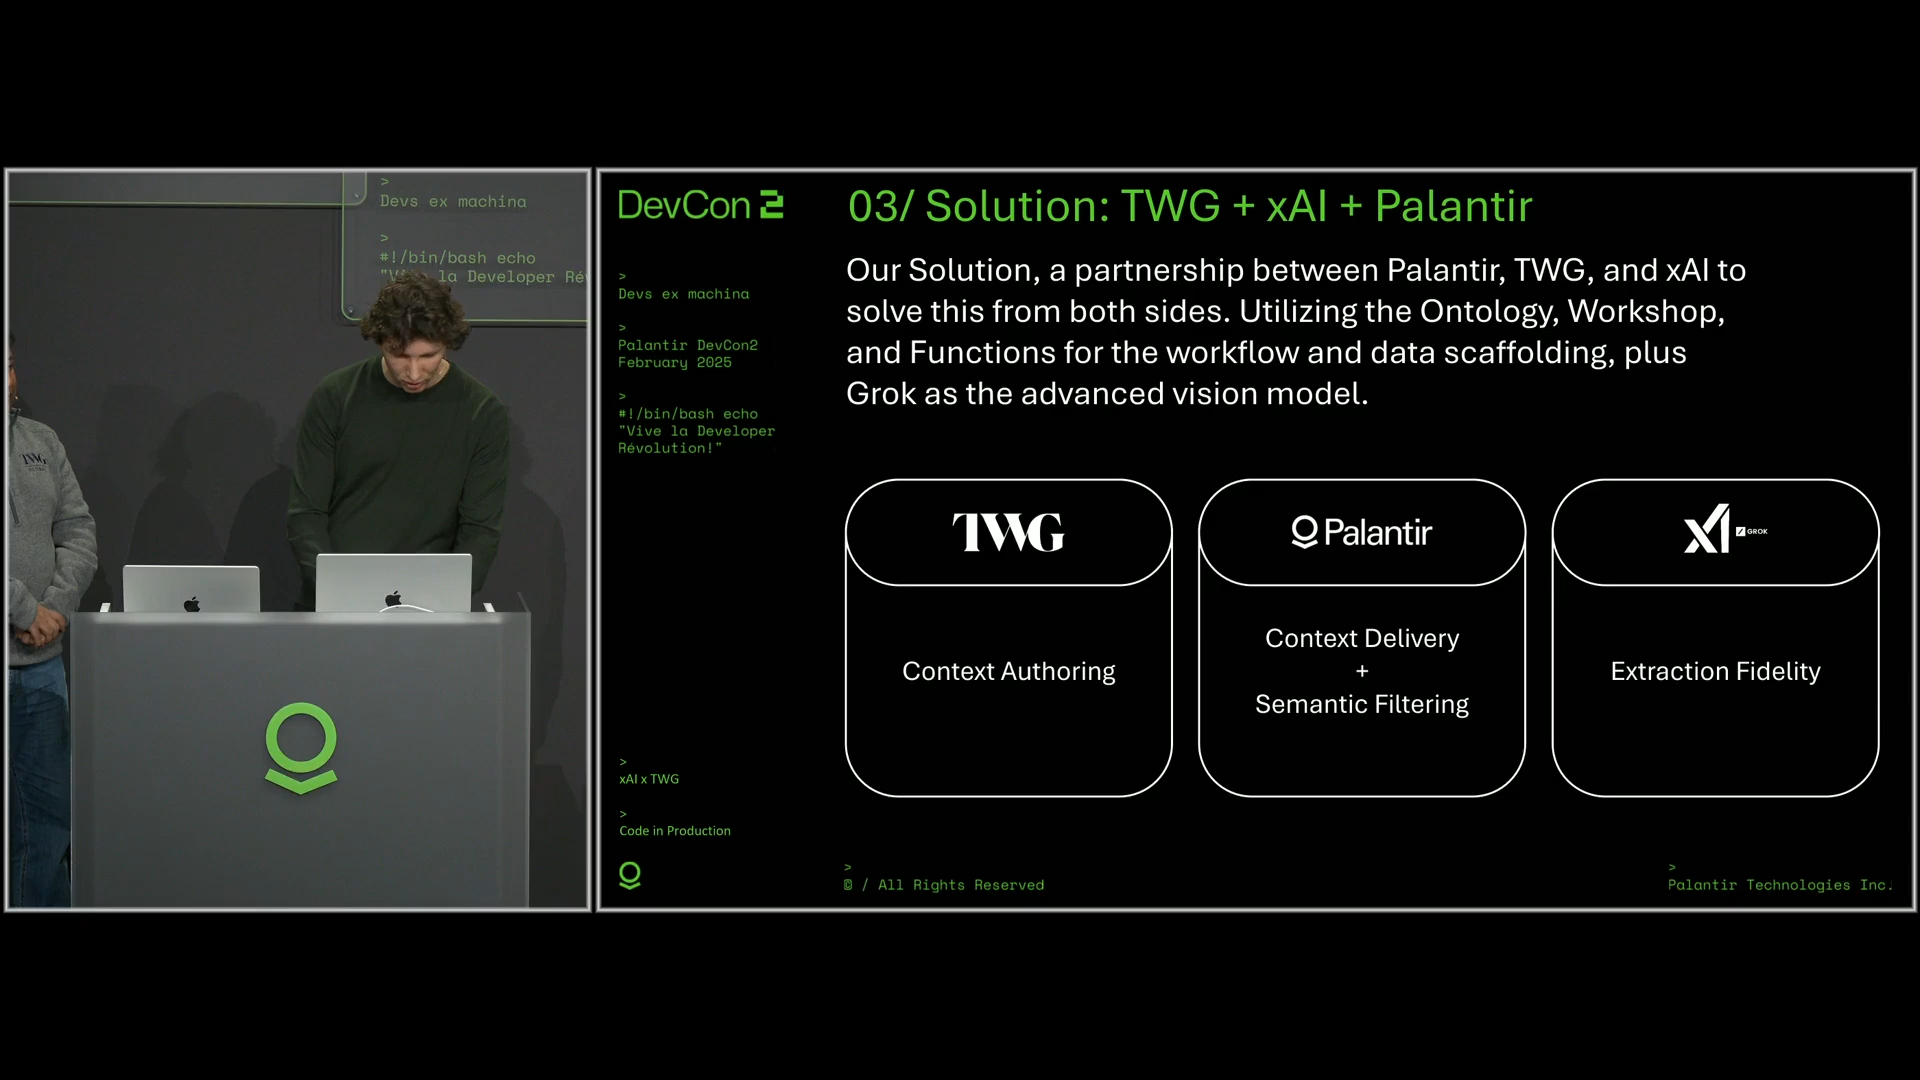 >
Devs ex machina
>
#!/bin/bash echo
"Vive la Developer Ré
TWG
DevCon 2
>
Devs ex machina
>
Palantir DevCon2
February 2025
>
#!/bin/bash echo
"Vive la Developer
Révolution!"
>
xAI x TWG
>
Code in Production
03/ Solution: TWG + xAI + Palantir
Our Solution, a partnership between Palantir, TWG, and xAI to
solve this from both sides. Utilizing the Ontology, Workshop,
and Functions for the workflow and data scaffolding, plus
Grok as the advanced vision model.
TWG
Context Authoring
Palantir
Context Delivery
+
Semantic Filtering
xAI GROK
Extraction Fidelity
>
© / All Rights Reserved
>
Palantir Technologies Inc.